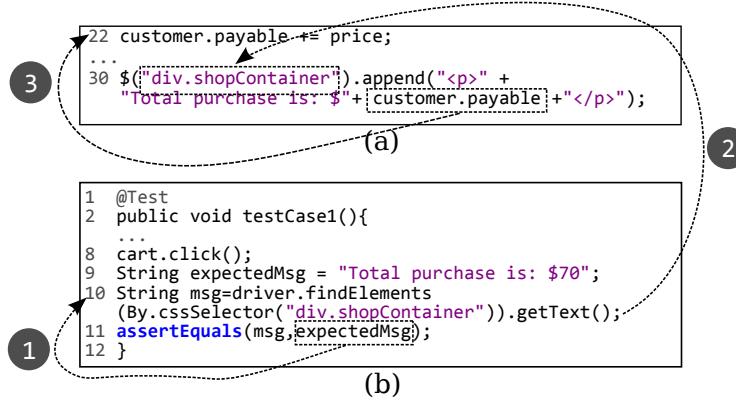 22 customer.payable += price;
...
30 $("div.shopContainer").append("<p>" +
"Total purchase is: $"+ customer.payable +"</p>");
3
(a)
2
1 @Test
2 public void testCase1(){
...
8 cart.click();
9 String expectedMsg = "Total purchase is: $70";
10 String msg=driver.findElements
(By.cssSelector("div.shopContainer")).getText();
11 assertEquals(msg,expectedMsg);
12 }
1
(b)